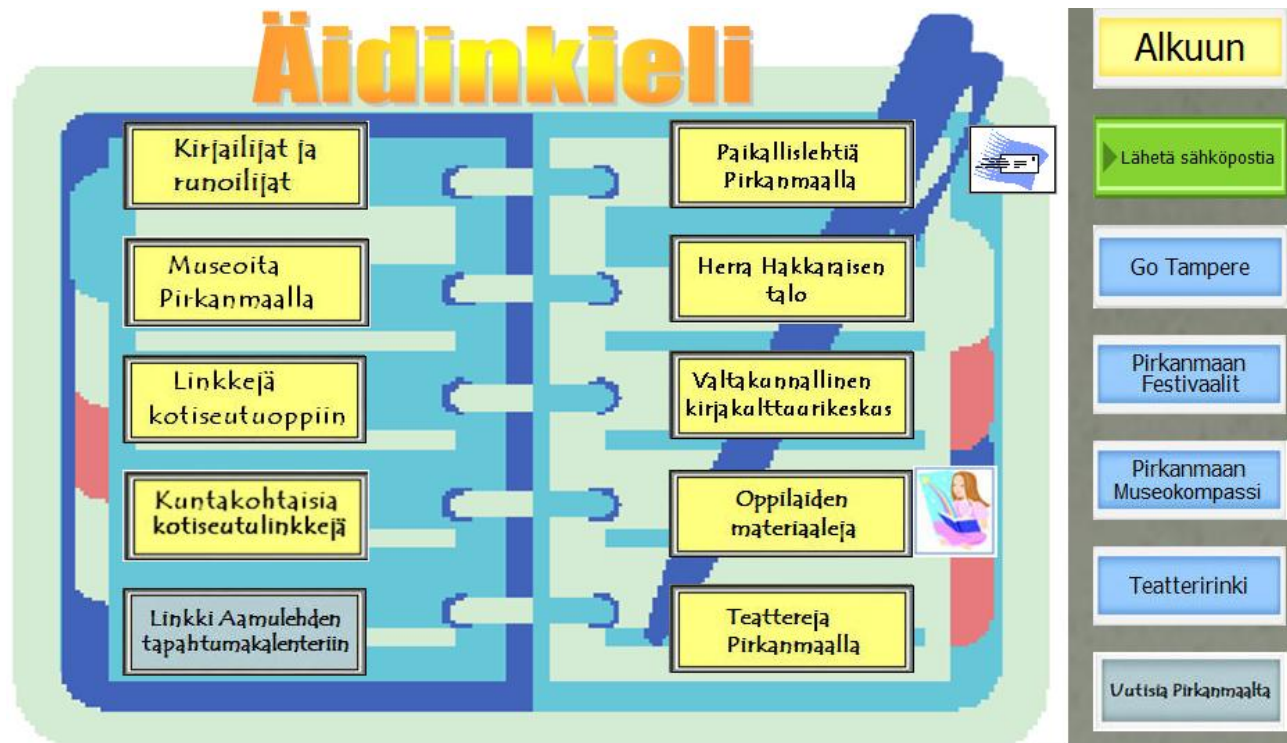 Äidinkieli
Kirjailijat ja
runoilijat
Museoita
Pirkanmaalla
Linkkejä
kotiseutuoppiin
Kuntakohtaisia
kotiseutulinkkejä
Linkki Aamulehden
tapahtumakalenteriin
Paikallislehtiä
Pirkanmaalla
Herra Hakkaraisen
talo
Valtakunnallinen
kirjakulttuurikeskus
Oppilaiden
materiaaleja
Teattereja
Pirkanmaalla
Alkuun
Lähetä sähköpostia
Go Tampere
Pirkanmaan
Festivaalit
Pirkanmaan
Museokompassi
Teatteririnki
Uutisia Pirkanmaalta